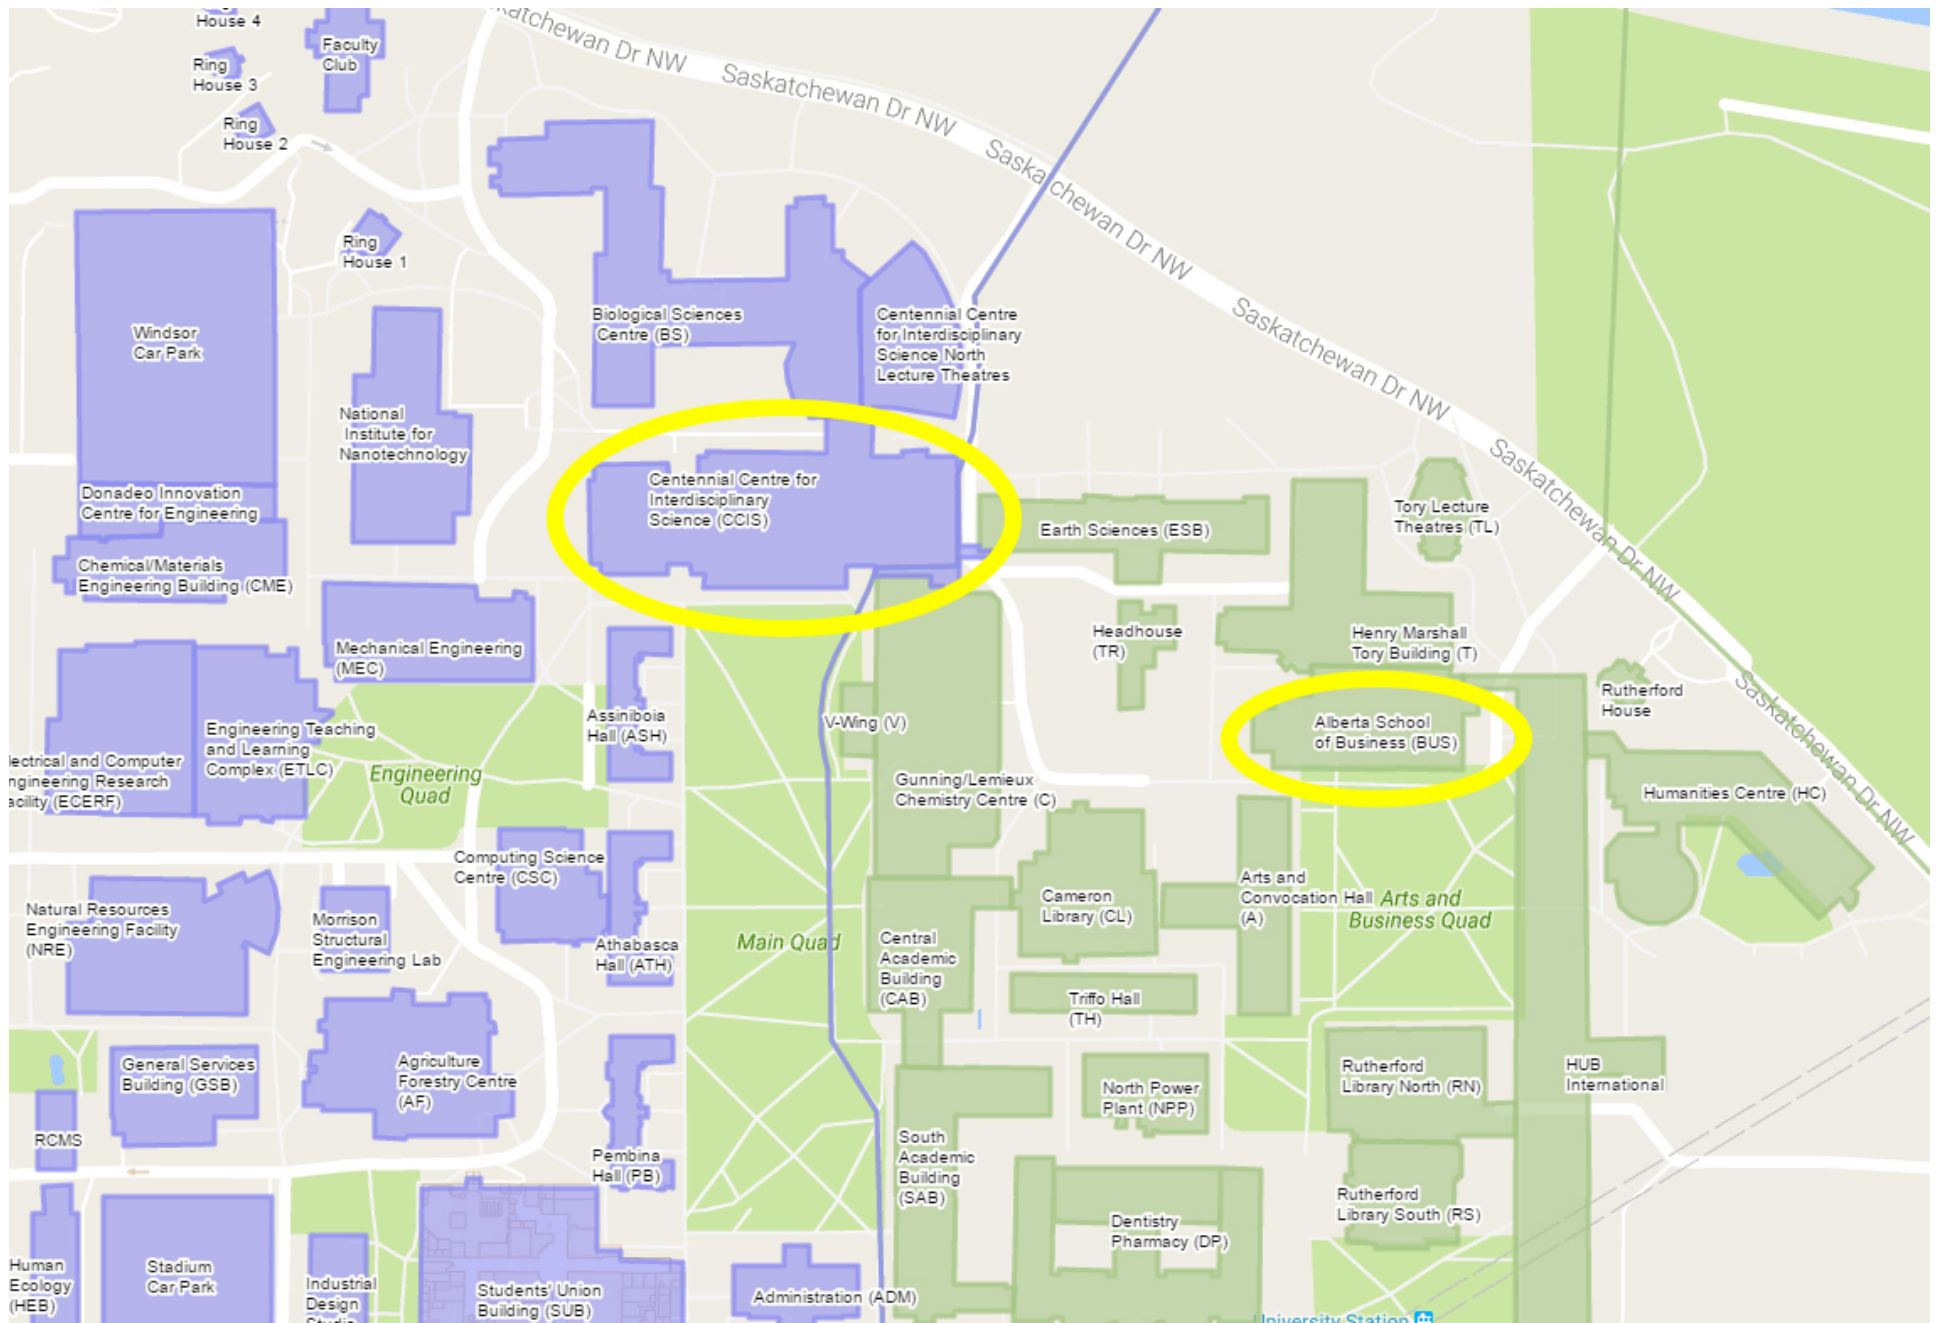 House 4
Faculty
Club
Ring
House 3
Ring
House 2
Ring
House 1
Saskatchewan Dr NW
Saskatchewan Dr NW
Saskatchewan Dr NW
Saskatchewan Dr NW
Saskatchewan Dr NW
Saskatchewan Dr NW
Windsor
Car Park
Biological Sciences
Centre (BS)
Centennial Centre
for Interdisciplinary
Science North
Lecture Theatres
National
Institute for
Nanotechnology
Donadeo Innovation
Centre for Engineering
Centennial Centre for
Interdisciplinary
Science (CCIS)
Earth Sciences (ESB)
Tory Lecture
Theatres (TL)
Chemical/Materials
Engineering Building (CME)
Mechanical Engineering
(MEC)
Headhouse
(TR)
Henry Marshall
Tory Building (T)
Rutherford
House
Engineering Teaching
and Learning
Complex (ETLC)
Assiniboia
Hall (ASH)
V-Wing (V)
Alberta School
of Business (BUS)
lectrical and Computer
ngineering Research
acility (ECERF)
Engineering
Quad
Gunning/Lemieux
Chemistry Centre (C)
Humanities Centre (HC)
Computing Science
Centre (CSC)
Arts and
Convocation Hall
(A)
Arts and
Business Quad
Cameron
Library (CL)
Natural Resources
Engineering Facility
(NRE)
Morrison
Structural
Engineering Lab
Athabasca
Hall (ATH)
Main Quad
Central
Academic
Building
(CAB)
Triffo Hall
(TH)
General Services
Building (GSB)
Agriculture
Forestry Centre
(AF)
North Power
Plant (NPP)
Rutherford
Library North (RN)
HUB
International
RCMS
Pembina
Hall (PB)
South
Academic
Building
(SAB)
Rutherford
Library South (RS)
Dentistry
Pharmacy (DP)
Human
Ecology
(HEB)
Stadium
Car Park
Industrial
Design
Students' Union
Building (SUB)
Administration (ADM)
University Station